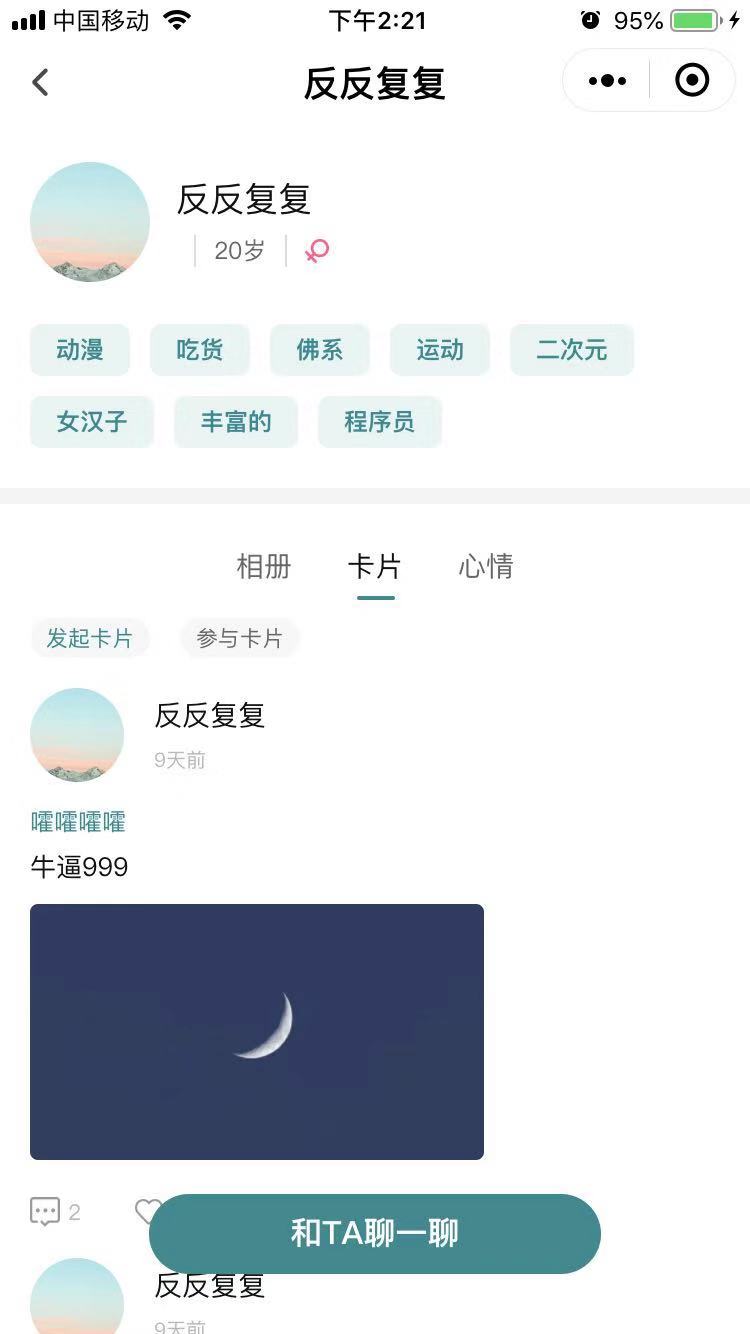 中国移动 下午2:21 95%
反反复复
反反复复
20岁
动漫 吃货 佛系 运动 二次元
女汉子 丰富的 程序员
相册 卡片 心情
发起卡片 参与卡片
反反复复
9天前
嚯嚯嚯嚯
牛逼999
2
和TA聊一聊
反反复复
9天前